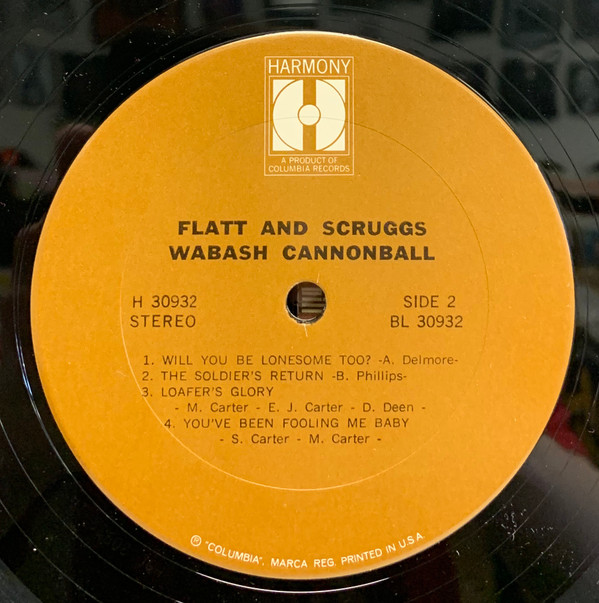 HARMONY
A PRODUCT OF
COLUMBIA RECORDS
FLATT AND SCRUGGS
WABASH CANNONBALL
H 30932 SIDE 2
STEREO BL 30932
1. WILL YOU BE LONESOME TOO? -A. Delmore-
2. THE SOLDIER'S RETURN -B. Phillips-
3. LOAFER'S GLORY
- M. Carter - E. J. Carter - D. Deen -
4. YOU'VE BEEN FOOLING ME BABY
- S. Carter - M. Carter -
Ⓜ "COLUMBIA", MARCA REG. PRINTED IN U.S.A.